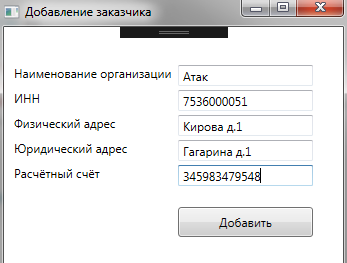 Добавление заказчика
Наименование организации Атак
ИНН 7536000051
Физический адрес Кирова д.1
Юридический адрес Гагарина д.1
Расчётный счёт 345983479548
Добавить